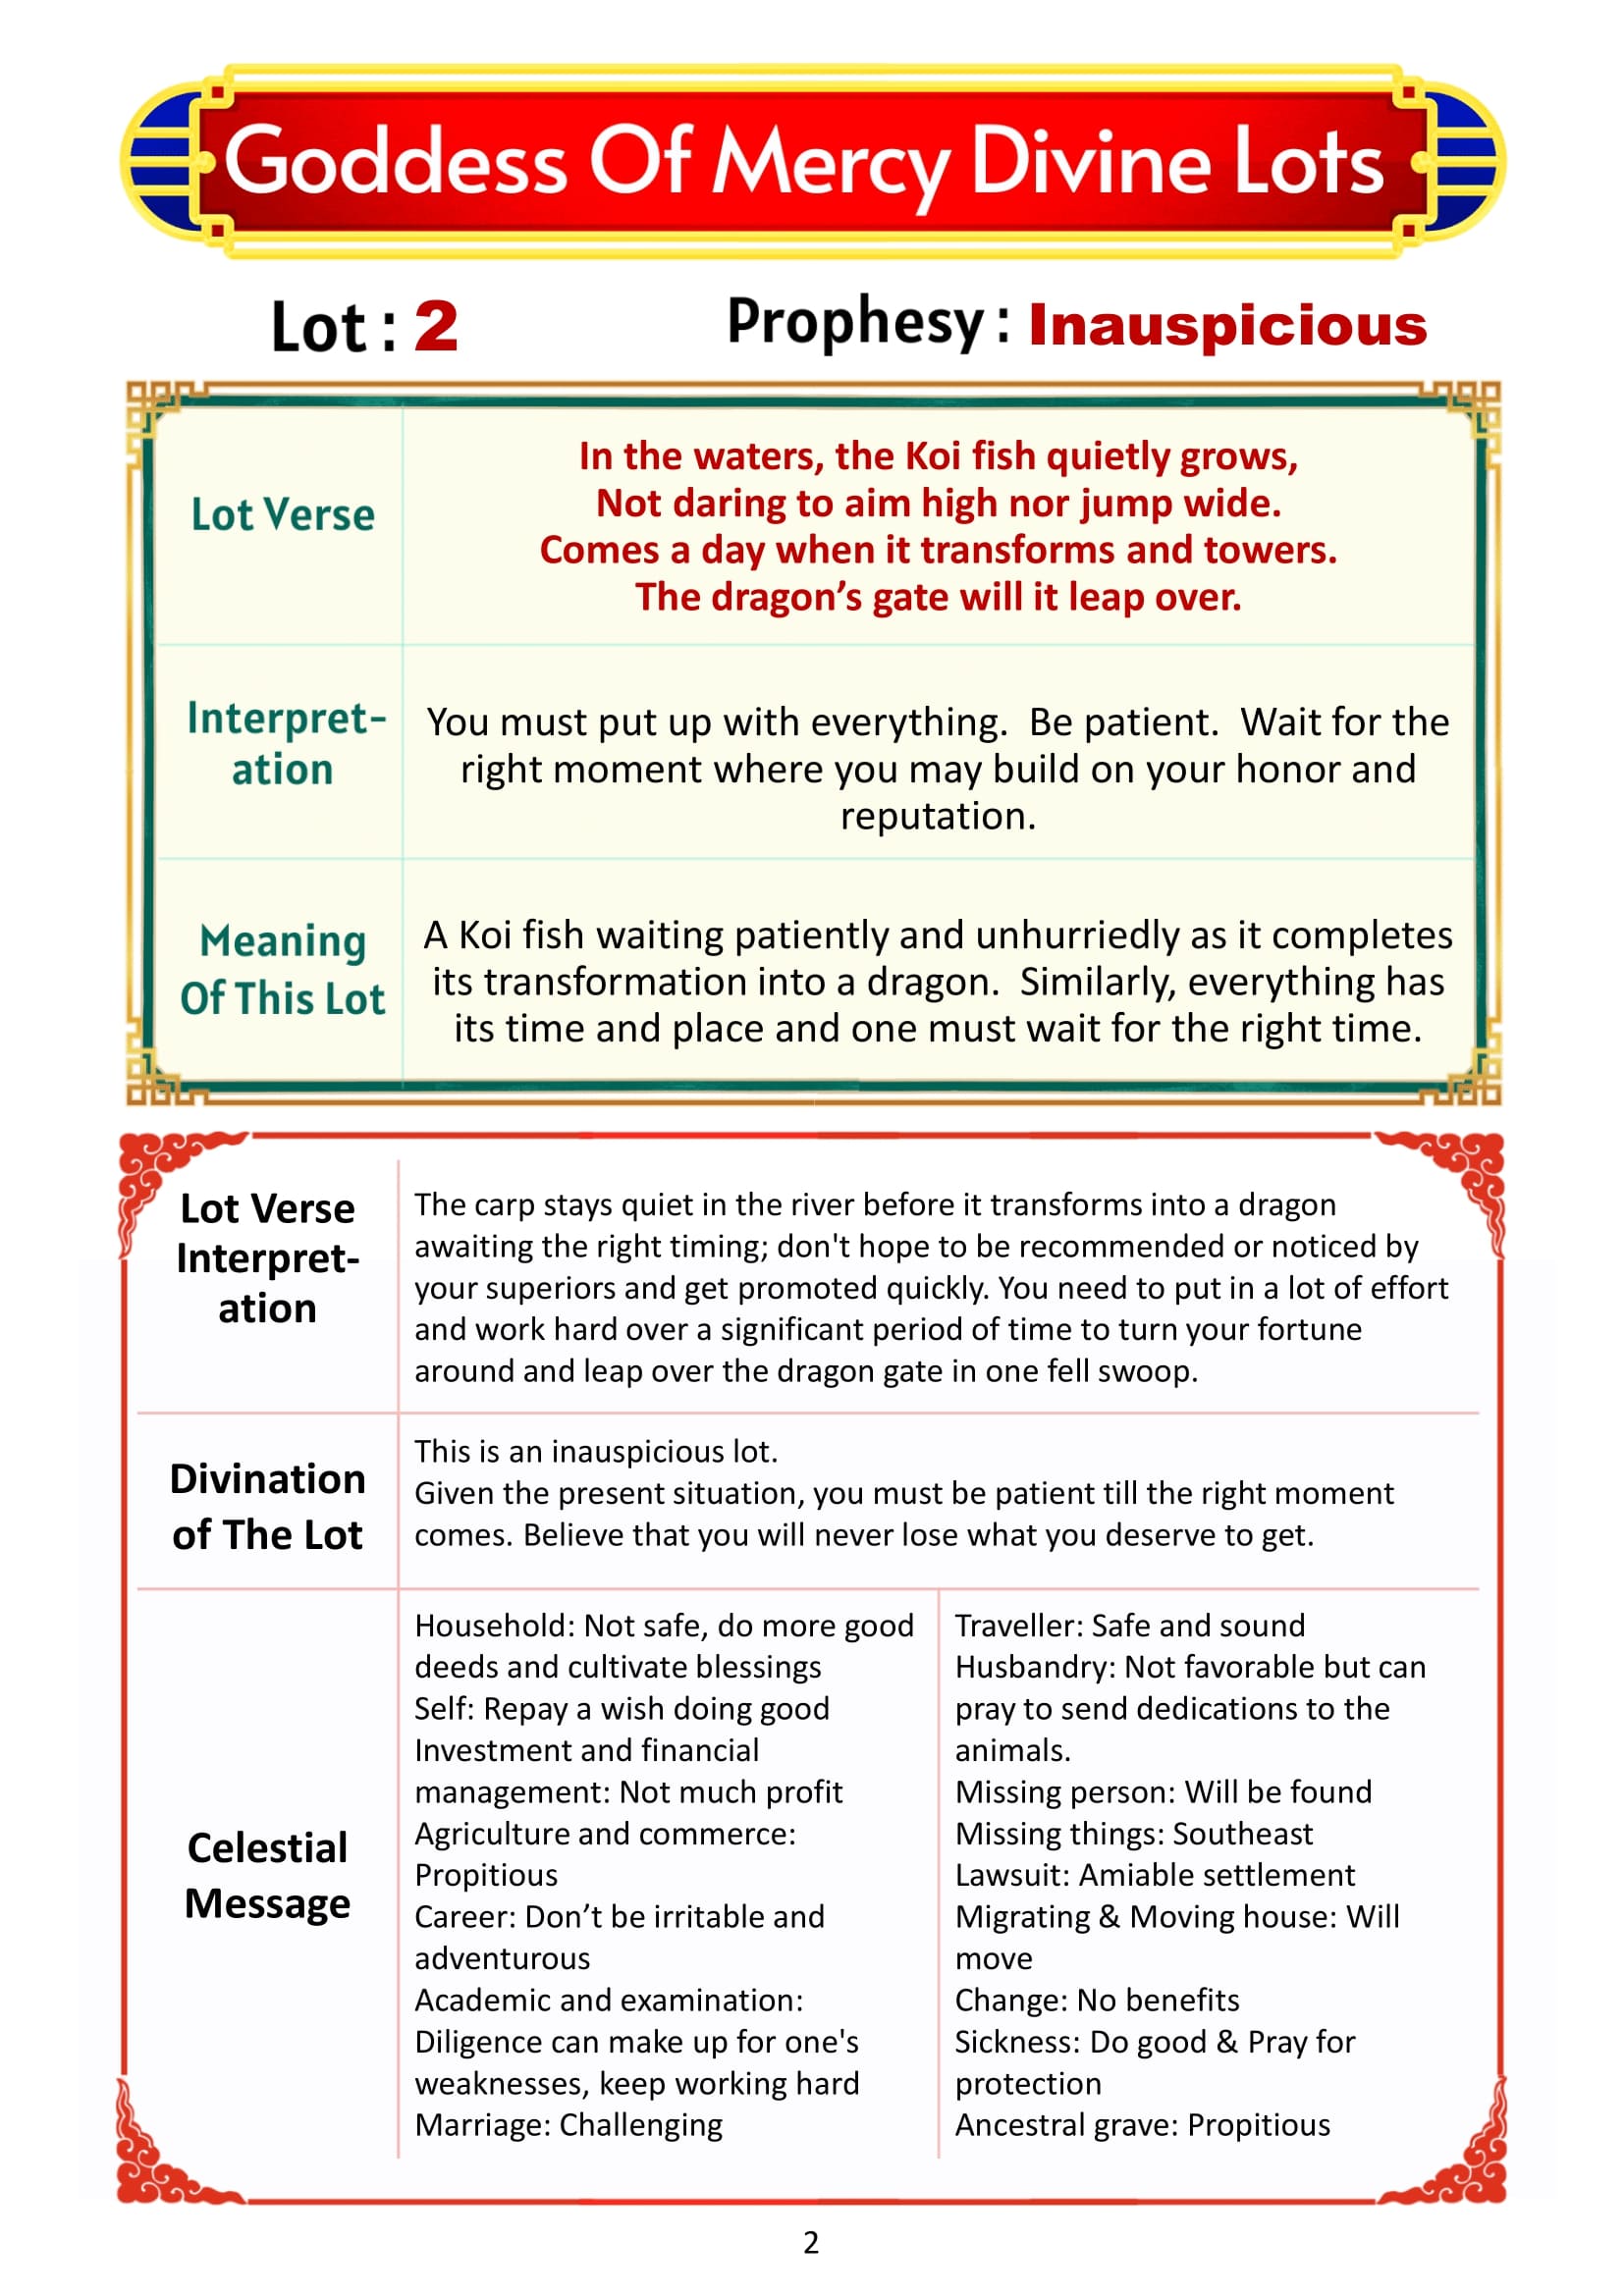 Goddess Of Mercy Divine Lots
Lot : 2
Prophesy : Inauspicious
Lot Verse
In the waters, the Koi fish quietly grows,
Not daring to aim high nor jump wide.
Comes a day when it transforms and towers.
The dragon’s gate will it leap over.
Interpret-
ation
You must put up with everything.  Be patient.  Wait for the
right moment where you may build on your honor and
reputation.
Meaning
Of This Lot
A Koi fish waiting patiently and unhurriedly as it completes
its transformation into a dragon.  Similarly, everything has
its time and place and one must wait for the right time.
Lot Verse
Interpret-
ation
The carp stays quiet in the river before it transforms into a dragon
awaiting the right timing; don't hope to be recommended or noticed by
your superiors and get promoted quickly. You need to put in a lot of effort
and work hard over a significant period of time to turn your fortune
around and leap over the dragon gate in one fell swoop.
Divination
of The Lot
This is an inauspicious lot.
Given the present situation, you must be patient till the right moment
comes. Believe that you will never lose what you deserve to get.
Celestial
Message
Household: Not safe, do more good
deeds and cultivate blessings
Self: Repay a wish doing good
Investment and financial
management: Not much profit
Agriculture and commerce:
Propitious
Career: Don’t be irritable and
adventurous
Academic and examination:
Diligence can make up for one's
weaknesses, keep working hard
Marriage: Challenging
Traveller: Safe and sound
Husbandry: Not favorable but can
pray to send dedications to the
animals.
Missing person: Will be found
Missing things: Southeast
Lawsuit: Amiable settlement
Migrating & Moving house: Will
move
Change: No benefits
Sickness: Do good & Pray for
protection
Ancestral grave: Propitious
2